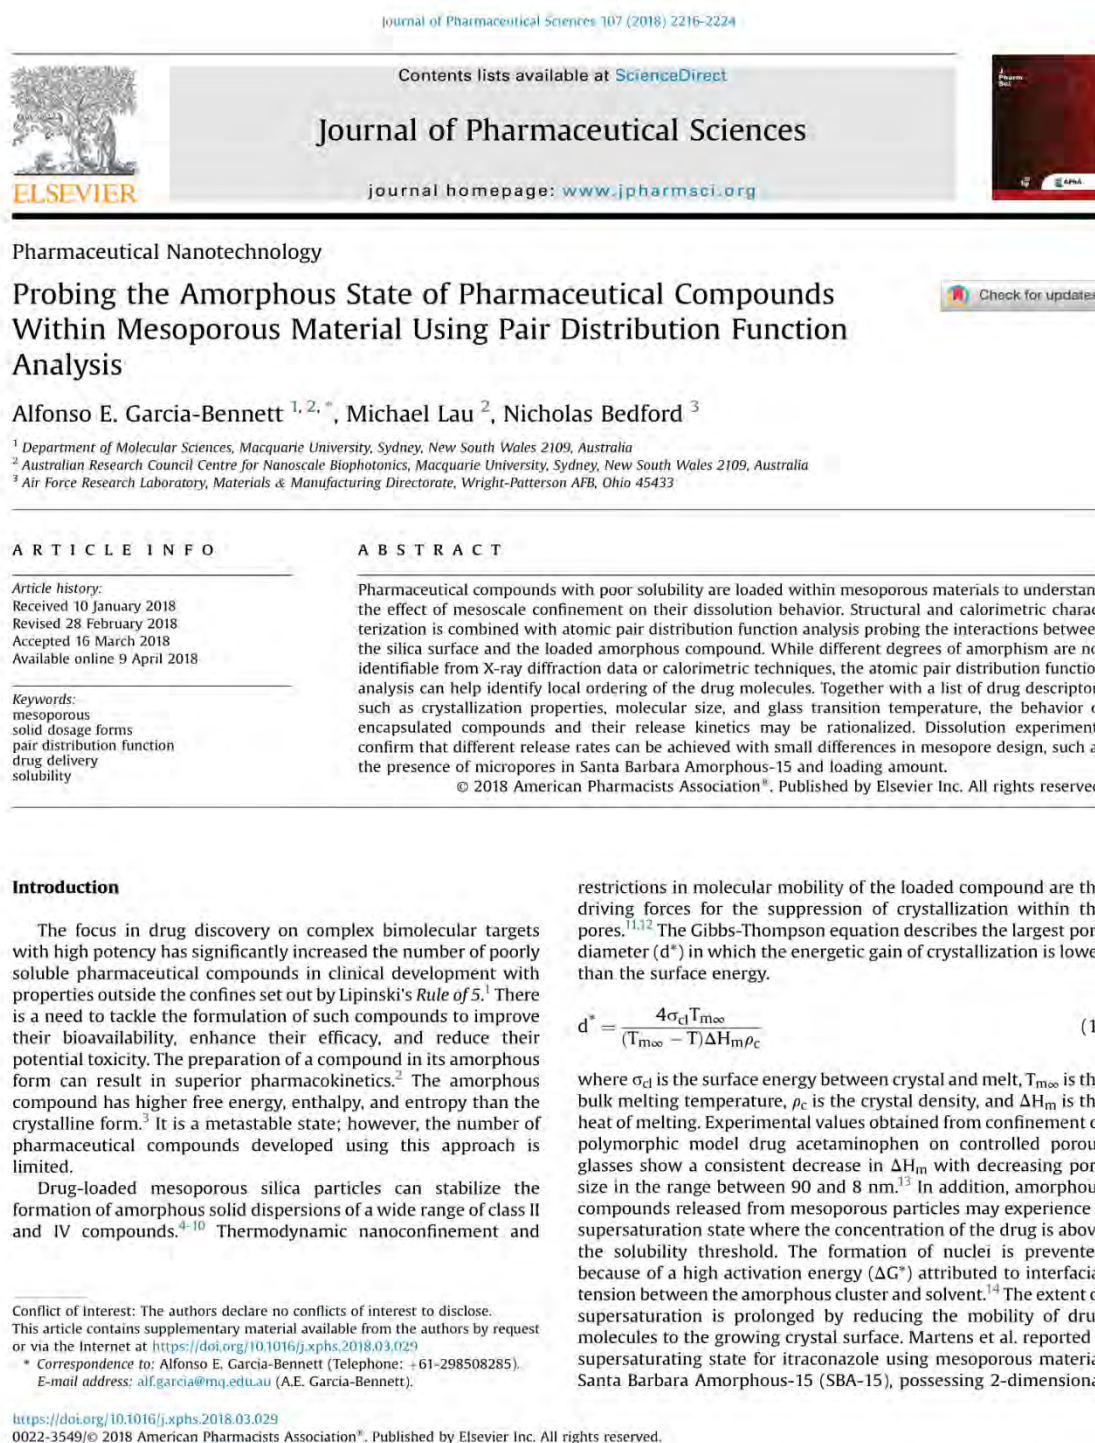 Journal of Pharmaceutical Sciences 107 (2018) 2216-2224
Contents lists available at ScienceDirect
Journal of Pharmaceutical Sciences
journal homepage: www.jpharmsci.org
ELSEVIER
J
Pharm
Sci
APhA
Pharmaceutical Nanotechnology
Probing the Amorphous State of Pharmaceutical Compounds
Within Mesoporous Material Using Pair Distribution Function
Analysis
Check for updates
Alfonso E. Garcia-Bennett 1, 2, *, Michael Lau 2, Nicholas Bedford 3
1 Department of Molecular Sciences, Macquarie University, Sydney, New South Wales 2109, Australia
2 Australian Research Council Centre for Nanoscale Biophotonics, Macquarie University, Sydney, New South Wales 2109, Australia
3 Air Force Research Laboratory, Materials & Manufacturing Directorate, Wright-Patterson AFB, Ohio 45433
ARTICLE INFO
Article history:
Received 10 January 2018
Revised 28 February 2018
Accepted 16 March 2018
Available online 9 April 2018
Keywords:
mesoporous
solid dosage forms
pair distribution function
drug delivery
solubility
ABSTRACT
Pharmaceutical compounds with poor solubility are loaded within mesoporous materials to understan
the effect of mesoscale confinement on their dissolution behavior. Structural and calorimetric charac
terization is combined with atomic pair distribution function analysis probing the interactions betwee
the silica surface and the loaded amorphous compound. While different degrees of amorphism are no
identifiable from X-ray diffraction data or calorimetric techniques, the atomic pair distribution functio
analysis can help identify local ordering of the drug molecules. Together with a list of drug descriptor
such as crystallization properties, molecular size, and glass transition temperature, the behavior o
encapsulated compounds and their release kinetics may be rationalized. Dissolution experiment
confirm that different release rates can be achieved with small differences in mesopore design, such a
the presence of micropores in Santa Barbara Amorphous-15 and loading amount.
© 2018 American Pharmacists Association®. Published by Elsevier Inc. All rights reserved
Introduction
The focus in drug discovery on complex bimolecular targets
with high potency has significantly increased the number of poorly
soluble pharmaceutical compounds in clinical development with
properties outside the confines set out by Lipinski's Rule of 5.1 There
is a need to tackle the formulation of such compounds to improve
their bioavailability, enhance their efficacy, and reduce their
potential toxicity. The preparation of a compound in its amorphous
form can result in superior pharmacokinetics.2 The amorphous
compound has higher free energy, enthalpy, and entropy than the
crystalline form.3 It is a metastable state; however, the number of
pharmaceutical compounds developed using this approach is
limited.
Drug-loaded mesoporous silica particles can stabilize the
formation of amorphous solid dispersions of a wide range of class II
and IV compounds.4-10 Thermodynamic nanoconfinement and
Conflict of interest: The authors declare no conflicts of interest to disclose.
This article contains supplementary material available from the authors by request
or via the Internet at https://doi.org/10.1016/j.xphs.2018.03.029
* Correspondence to: Alfonso E. Garcia-Bennett (Telephone: +61-298508285).
E-mail address: alf.garcia@mq.edu.au (A.E. Garcia-Bennett).
restrictions in molecular mobility of the loaded compound are th
driving forces for the suppression of crystallization within th
pores.11,12 The Gibbs-Thompson equation describes the largest por
diameter (d*) in which the energetic gain of crystallization is lowe
than the surface energy.
d* = 4σclTm∞ / (Tm∞ − T)ΔHmρc (1
where σcl is the surface energy between crystal and melt, Tm∞ is th
bulk melting temperature, ρc is the crystal density, and ΔHm is th
heat of melting. Experimental values obtained from confinement o
polymorphic model drug acetaminophen on controlled porou
glasses show a consistent decrease in ΔHm with decreasing por
size in the range between 90 and 8 nm.13 In addition, amorphou
compounds released from mesoporous particles may experience
supersaturation state where the concentration of the drug is abov
the solubility threshold. The formation of nuclei is prevente
because of a high activation energy (ΔG*) attributed to interfacia
tension between the amorphous cluster and solvent.14 The extent o
supersaturation is prolonged by reducing the mobility of dru
molecules to the growing crystal surface. Martens et al. reported
supersaturating state for itraconazole using mesoporous materia
Santa Barbara Amorphous-15 (SBA-15), possessing 2-dimensiona
https://doi.org/10.1016/j.xphs.2018.03.029
0022-3549/© 2018 American Pharmacists Association®. Published by Elsevier Inc. All rights reserved.